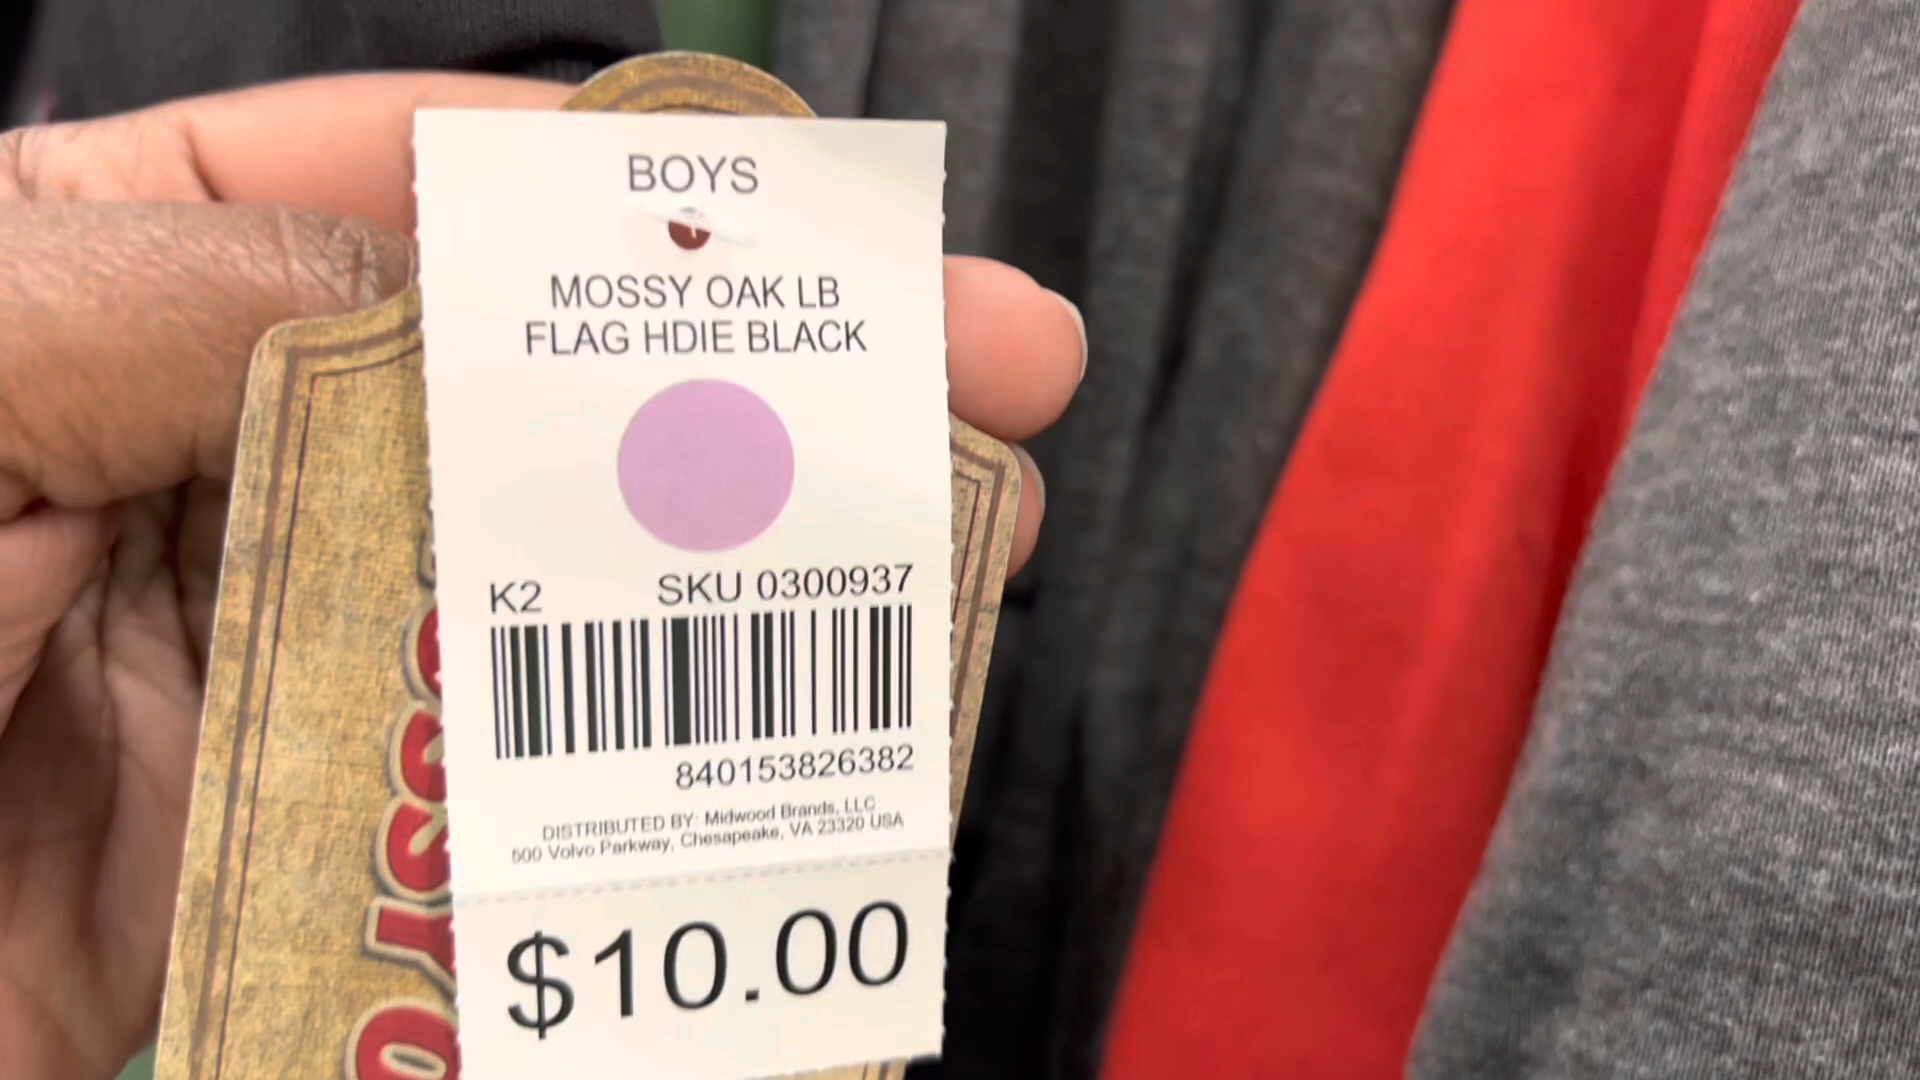 BOYS
MOSSY OAK LB
FLAG HDIE BLACK
K2 SKU 0300937
840153826382
DISTRIBUTED BY: Midwood Brands, LLC
500 Volvo Parkway, Chesapeake, VA 23320 USA
$10.00